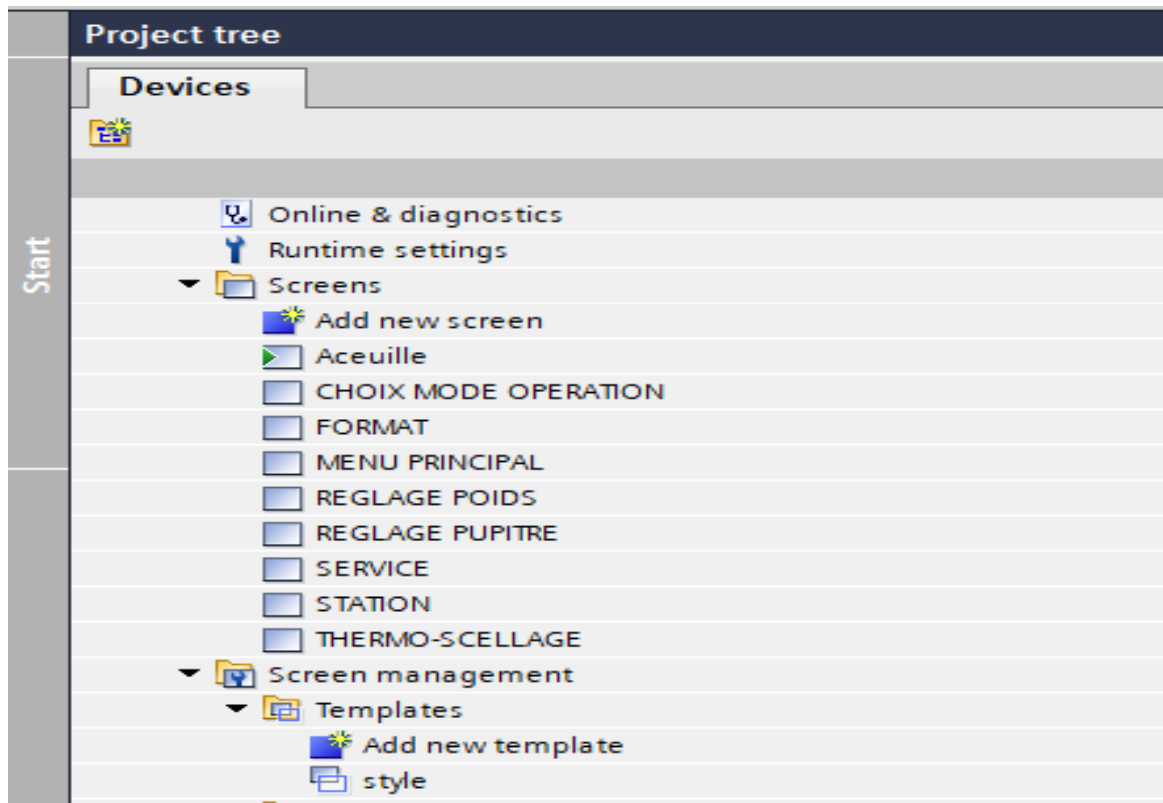 Project tree
Devices
Start
Online & diagnostics
Runtime settings
Screens
Add new screen
Aceuille
CHOIX MODE OPERATION
FORMAT
MENU PRINCIPAL
REGLAGE POIDS
REGLAGE PUPITRE
SERVICE
STATION
THERMO-SCELLAGE
Screen management
Templates
Add new template
style